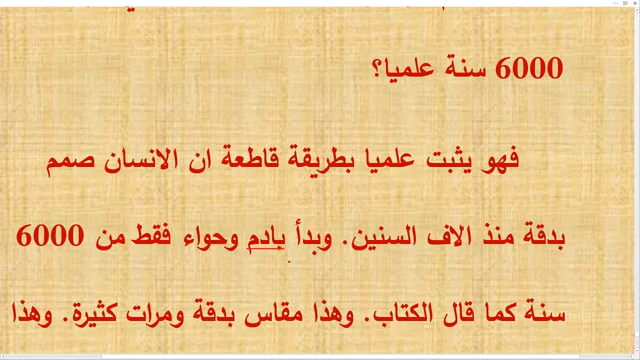 6000 سنة علميا؟
فهو يثبت علميا بطريقة قاطعة ان الانسان صمم
بدقة منذ الاف السنين. وبدأ بادم وحواء فقط من 6000
سنة كما قال الكتاب. وهذا مقاس بدقة ومرات كثيرة. وهذا